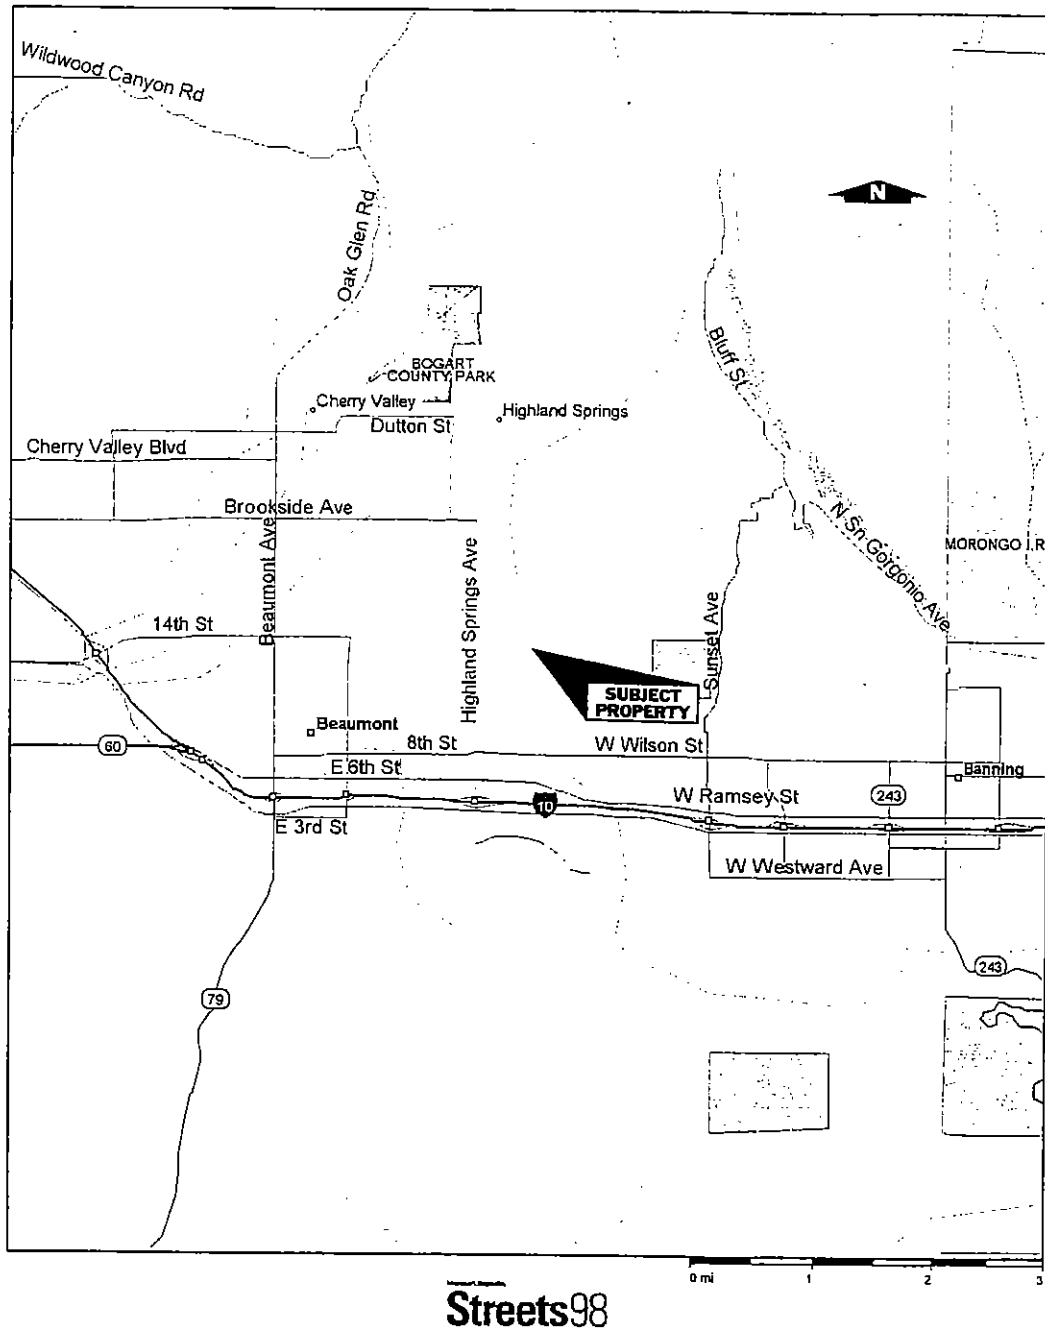 Wildwood Canyon Rd
N
Oak Glen Rd
Bluff St
BOGART
COUNTY PARK
Cherry Valley
Highland Springs
Dutton St
Cherry Valley Blvd
Brookside Ave
Beaumont Ave
Highland Springs Ave
N Sn Gorgonio Ave
MORONGO I.R
14th St
Sunset Ave
SUBJECT
PROPERTY
Beaumont
8th St
W Wilson St
60
E 6th St
Banning
10
W Ramsey St
243
E 3rd St
W Westward Ave
243
79
0 mi
1
2
3
Streets98